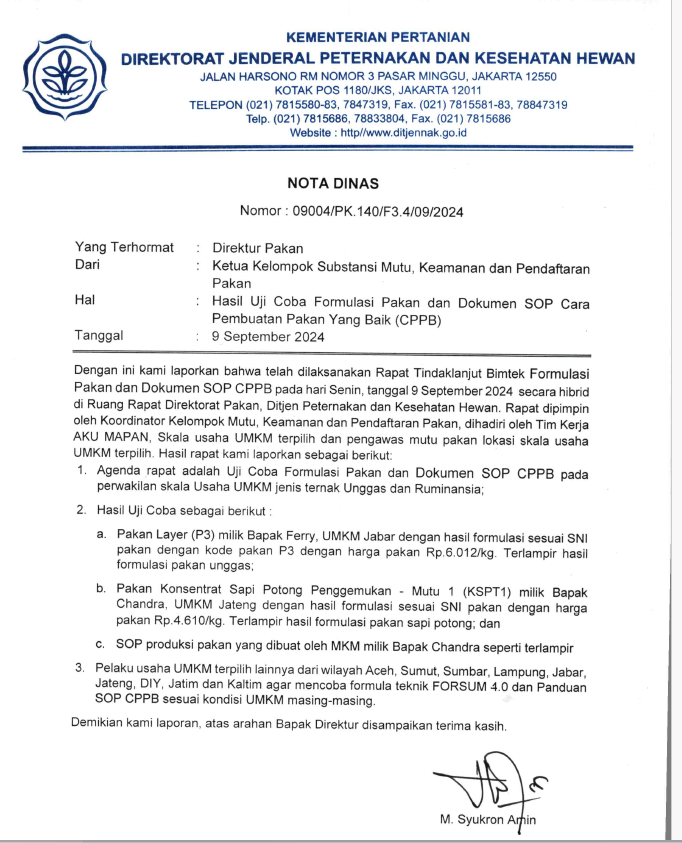 KEMENTERIAN PERTANIAN
DIREKTORAT JENDERAL PETERNAKAN DAN KESEHATAN HEWAN
JALAN HARSONO RM NOMOR 3 PASAR MINGGU, JAKARTA 12550
KOTAK POS 1180/JKS, JAKARTA 12011
TELEPON (021) 7815580-83, 7847319, Fax. (021) 7815581-83, 78847319
Telp. (021) 7815686, 78833804, Fax. (021) 7815686
Website : http//www.ditjennak.go.id
NOTA DINAS
Nomor : 09004/PK.140/F3.4/09/2024
Yang Terhormat : Direktur Pakan
Dari : Ketua Kelompok Substansi Mutu, Keamanan dan Pendaftaran
Pakan
Hal : Hasil Uji Coba Formulasi Pakan dan Dokumen SOP Cara
Pembuatan Pakan Yang Baik (CPPB)
Tanggal : 9 September 2024
Dengan ini kami laporkan bahwa telah dilaksanakan Rapat Tindaklanjut Bimtek Formulasi
Pakan dan Dokumen SOP CPPB pada hari Senin, tanggal 9 September 2024 secara hibrid
di Ruang Rapat Direktorat Pakan, Ditjen Peternakan dan Kesehatan Hewan. Rapat dipimpin
oleh Koordinator Kelompok Mutu, Keamanan dan Pendaftaran Pakan, dihadiri oleh Tim Kerja
AKU MAPAN, Skala usaha UMKM terpilih dan pengawas mutu pakan lokasi skala usaha
UMKM terpilih. Hasil rapat kami laporkan sebagai berikut:
1. Agenda rapat adalah Uji Coba Formulasi Pakan dan Dokumen SOP CPPB pada
perwakilan skala Usaha UMKM jenis ternak Unggas dan Ruminansia;
2. Hasil Uji Coba sebagai berikut :
a. Pakan Layer (P3) milik Bapak Ferry, UMKM Jabar dengan hasil formulasi sesuai SNI
pakan dengan kode pakan P3 dengan harga pakan Rp.6.012/kg. Terlampir hasil
formulasi pakan unggas;
b. Pakan Konsentrat Sapi Potong Penggemukan - Mutu 1 (KSPT1) milik Bapak
Chandra, UMKM Jateng dengan hasil formulasi sesuai SNI pakan dengan harga
pakan Rp.4.610/kg. Terlampir hasil formulasi pakan sapi potong; dan
c. SOP produksi pakan yang dibuat oleh MKM milik Bapak Chandra seperti terlampir
3. Pelaku usaha UMKM terpilih lainnya dari wilayah Aceh, Sumut, Sumbar, Lampung, Jabar,
Jateng, DIY, Jatim dan Kaltim agar mencoba formula teknik FORSUM 4.0 dan Panduan
SOP CPPB sesuai kondisi UMKM masing-masing.
Demikian kami laporan, atas arahan Bapak Direktur disampaikan terima kasih.
M. Syukron Amin